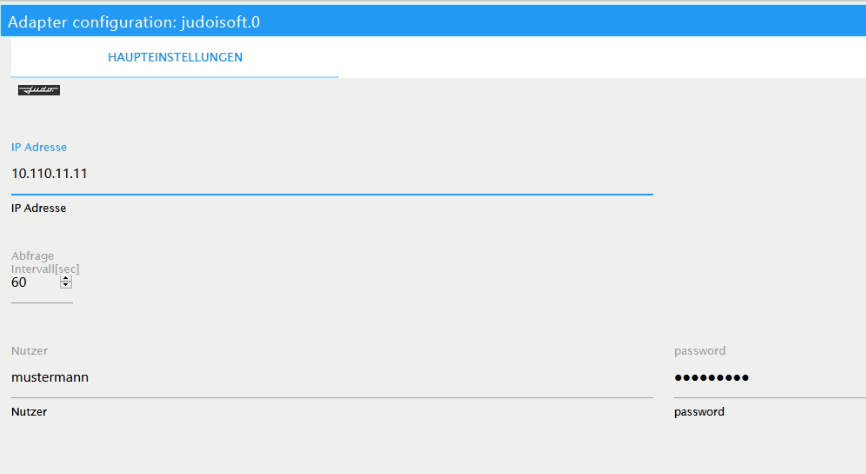 Adapter configuration: judoisoft.0
HAUPTEINSTELLUNGEN
Judo
IP Adresse
10.110.11.11
IP Adresse
Abfrage
Intervall[sec]
60
Nutzer
password
mustermann
●●●●●●●●●
Nutzer
password